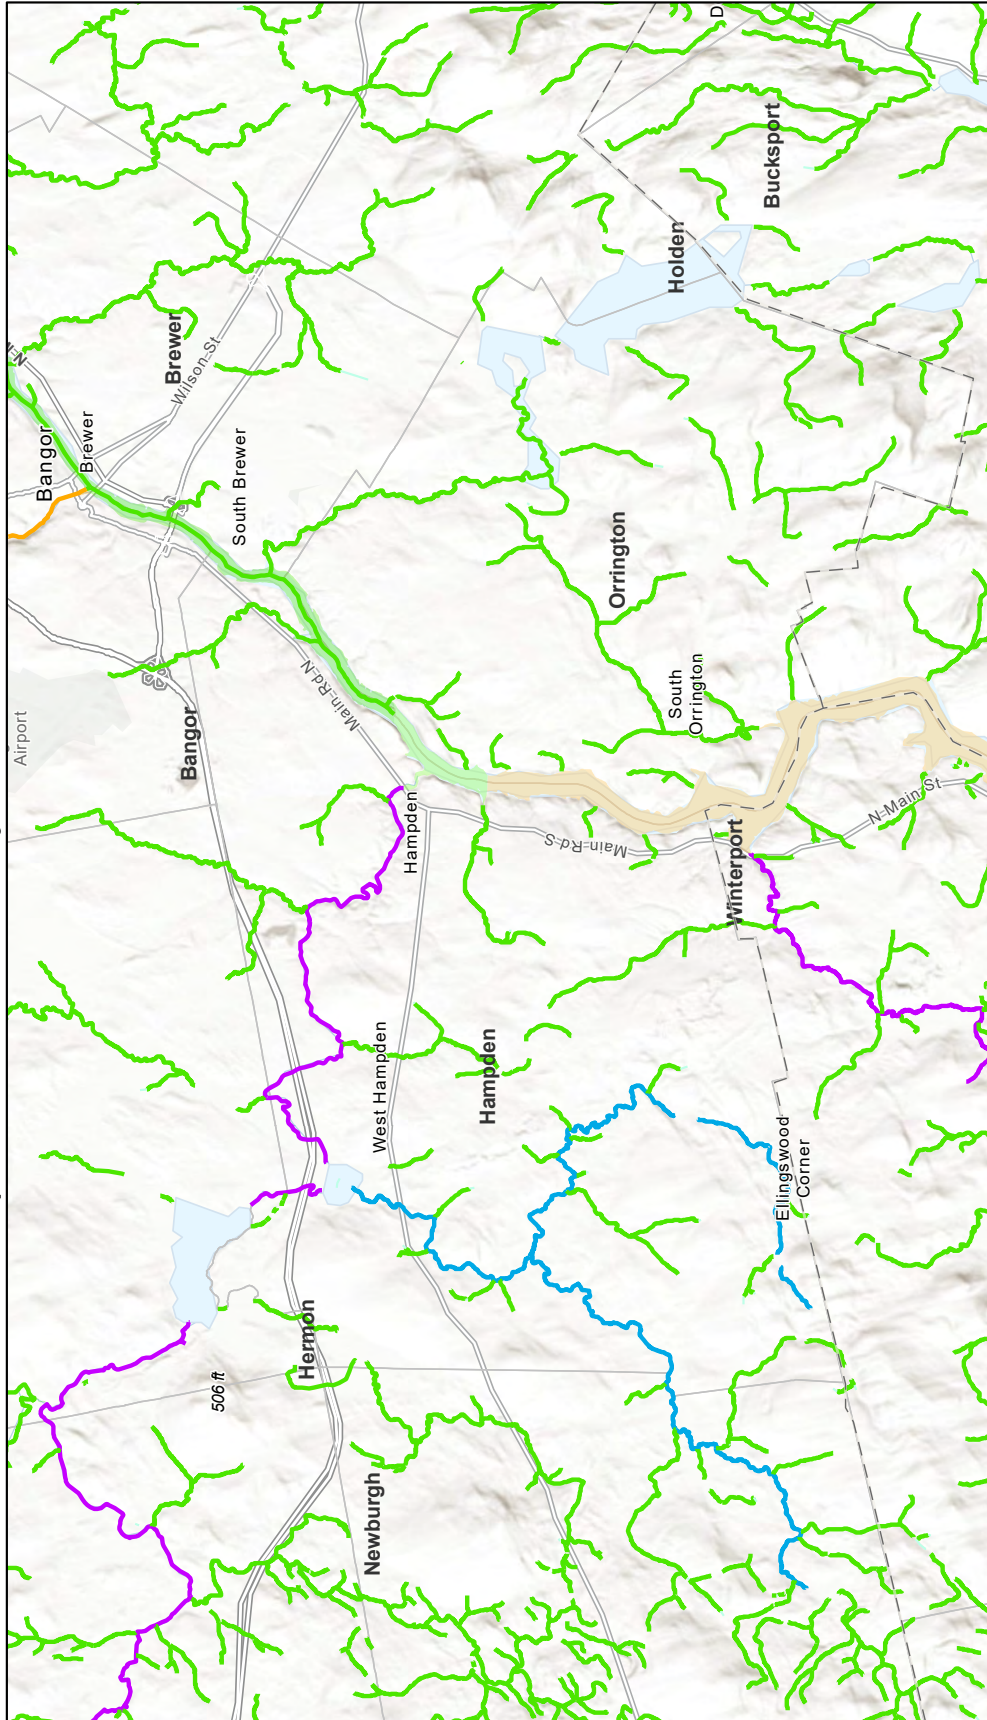 D
Bucksport
Holden
N-M
Brewer
Wilson-St
Bangor
Brewer
South Brewer
Orrington
Main-Rd-N
South
Orrington
Airport
Bangor
Hampden
Main-Rd-S
N-Main-St
Winterport
West Hampden
Hampden
Ellingswood
Corner
Hermon
506 ft
Newburgh